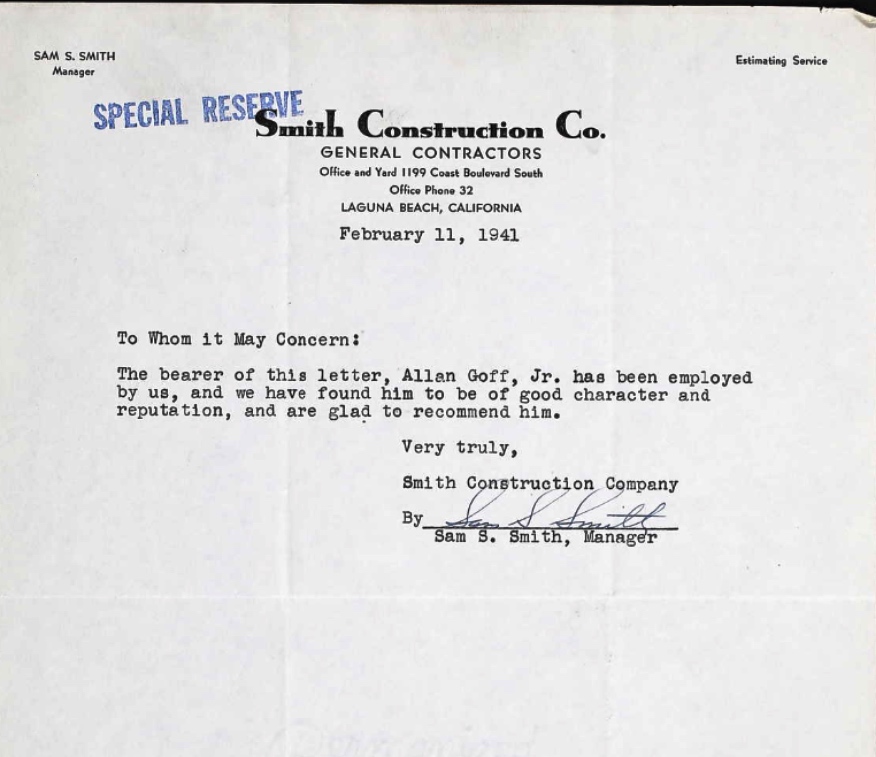 SAM S. SMITH
Manager
Estimating Service
SPECIAL RESERVE
Smith Construction Co.
GENERAL CONTRACTORS
Office and Yard 1199 Coast Boulevard South
Office Phone 32
LAGUNA BEACH, CALIFORNIA
February 11, 1941
To Whom it May Concern:
The bearer of this letter, Allan Goff, Jr. has been employed
by us, and we have found him to be of good character and
reputation, and are glad to recommend him.
Very truly,
Smith Construction Company
By Sam S Smith
Sam S. Smith, Manager